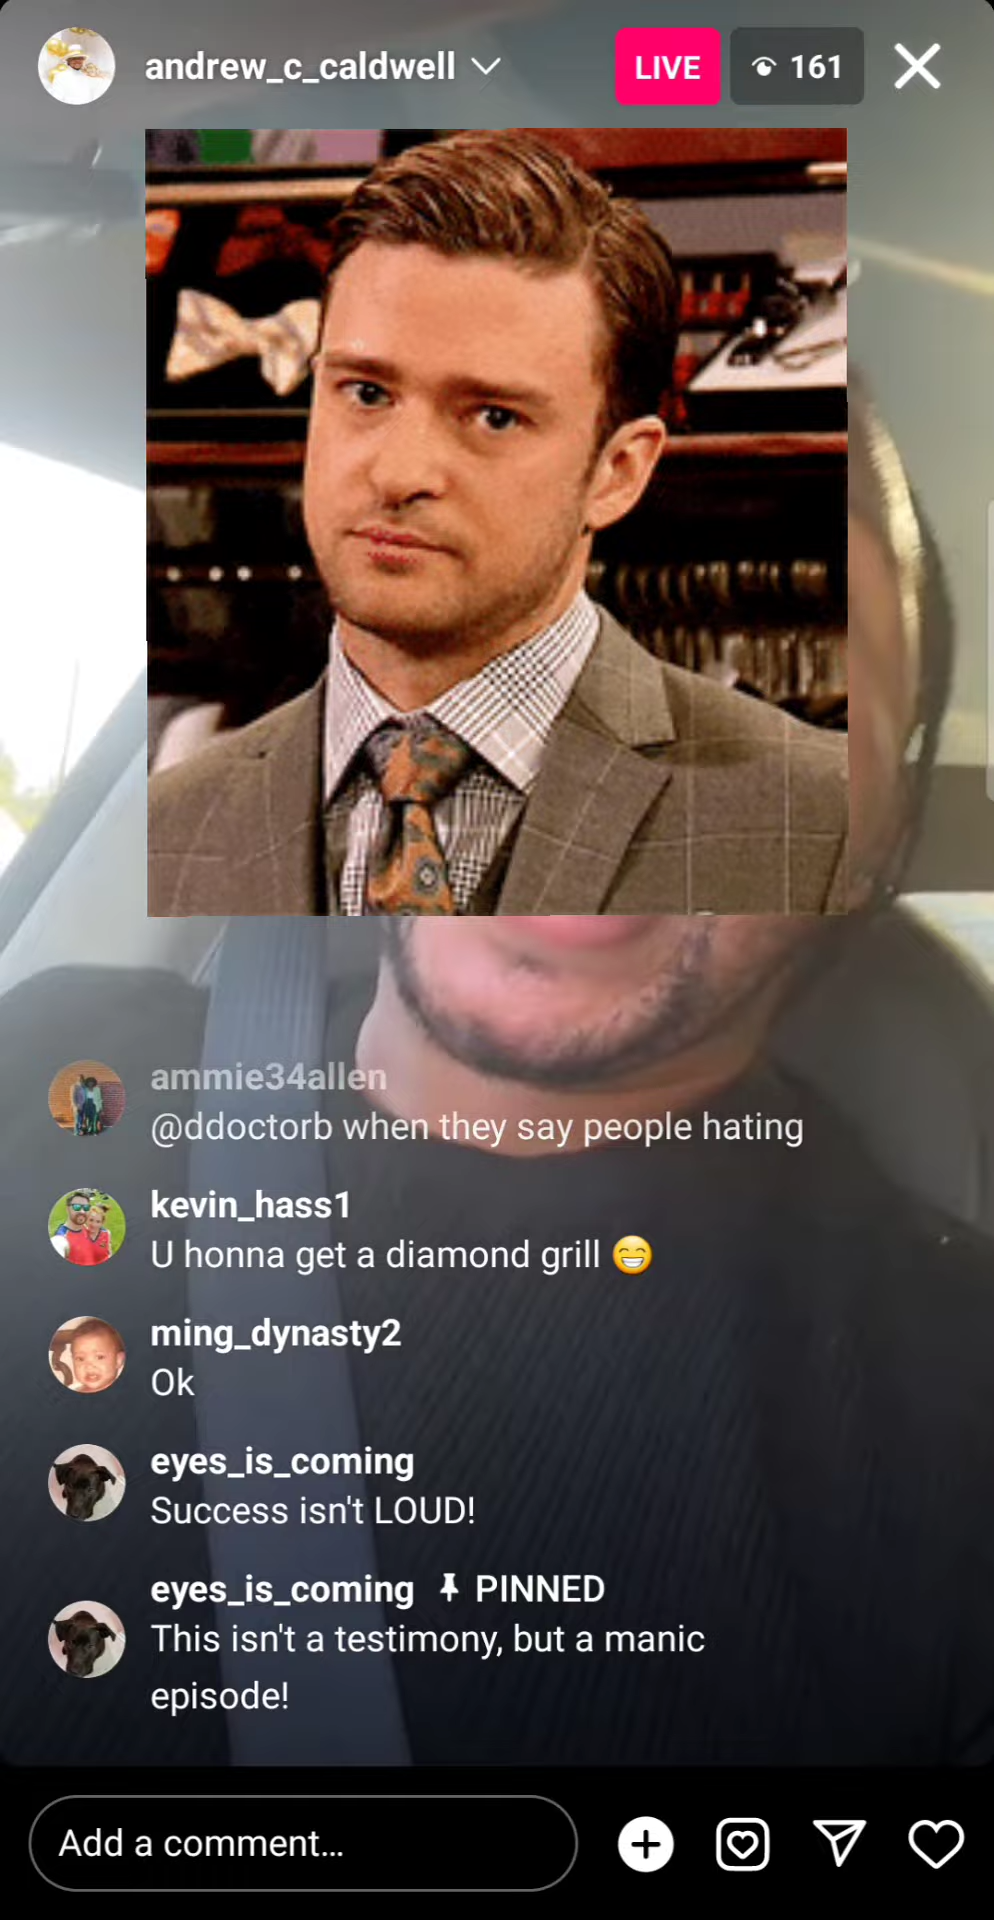 andrew_c_caldwell
LIVE
161
ammie34allen
@ddoctorb when they say people hating
kevin_hass1
U honna get a diamond grill 😁
ming_dynasty2
Ok
eyes_is_coming
Success isn't LOUD!
eyes_is_coming PINNED
This isn't a testimony, but a manic
episode!
Add a comment...